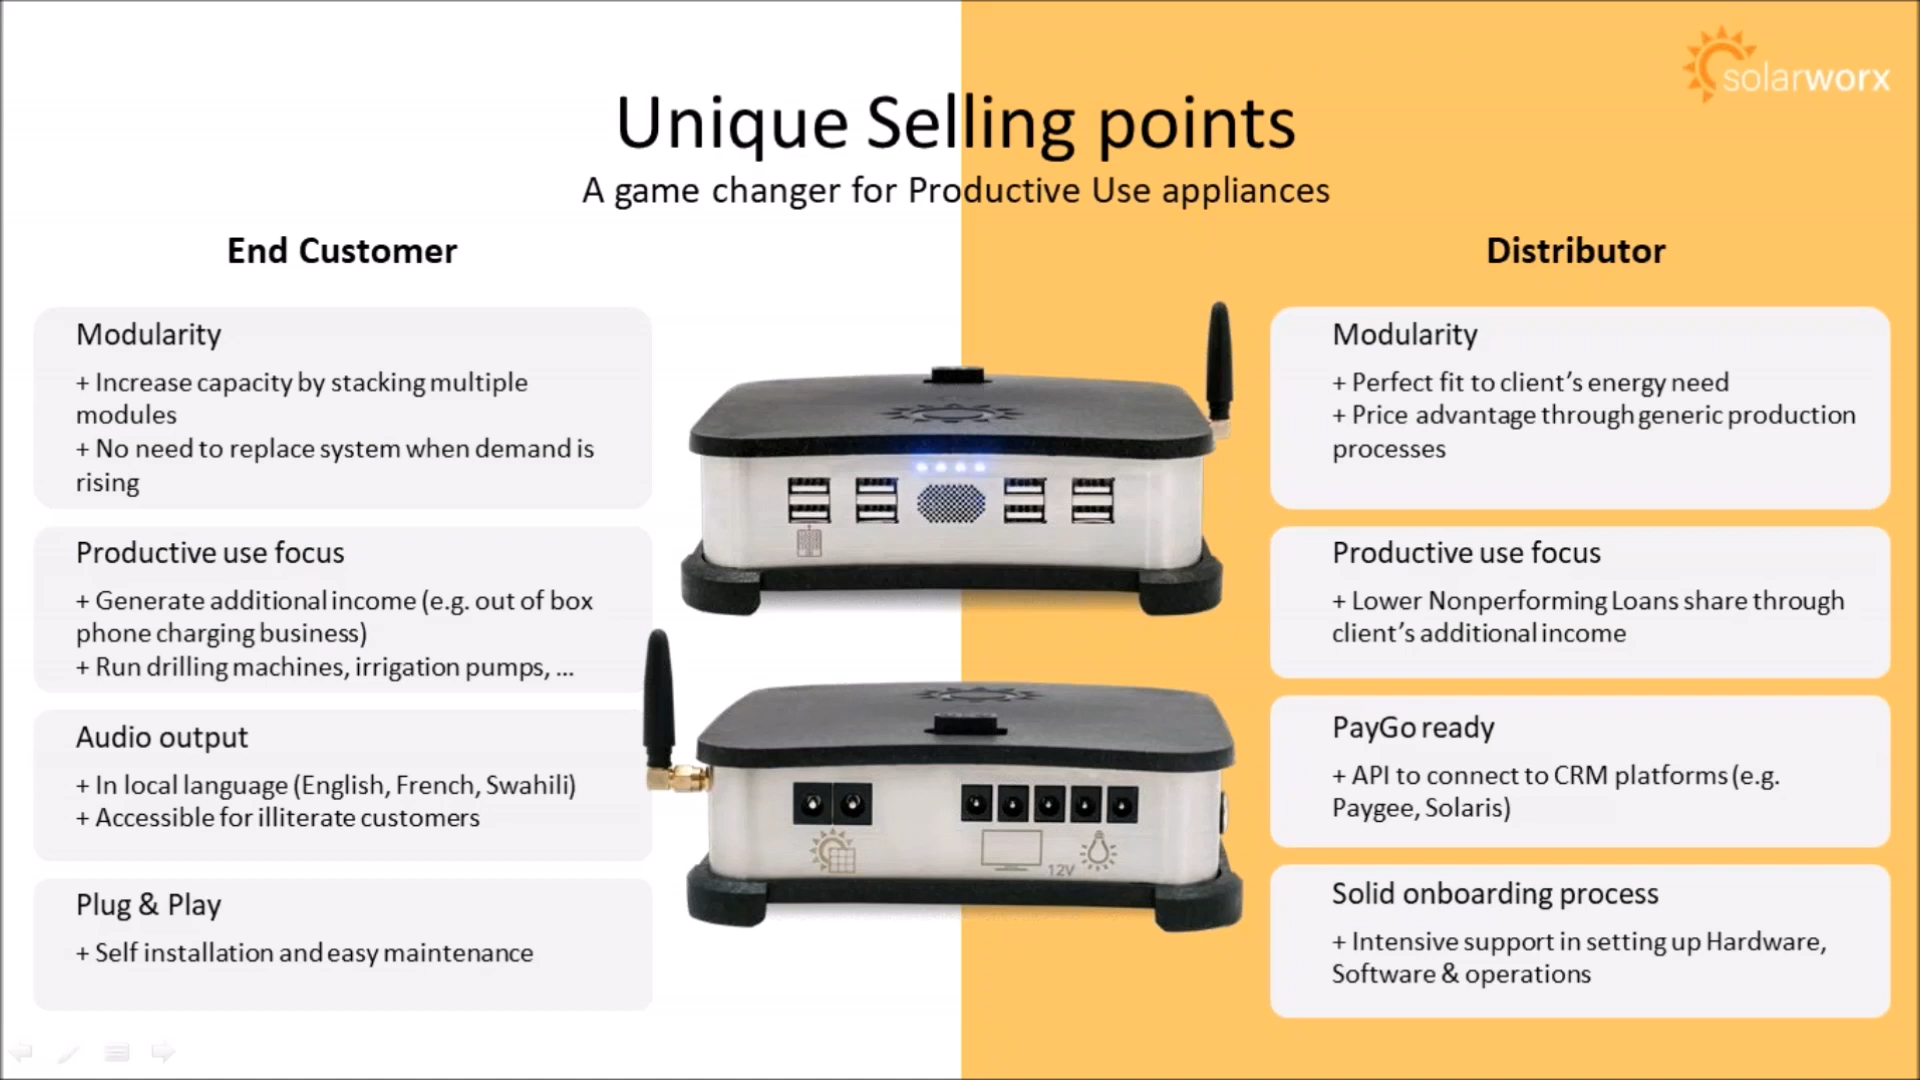 solarworx
Unique Selling points
A game changer for Productive Use appliances
End Customer
Modularity
+ Increase capacity by stacking multiple
modules
+ No need to replace system when demand is
rising
Productive use focus
+ Generate additional income (e.g. out of box
phone charging business)
+ Run drilling machines, irrigation pumps, ...
Audio output
+ In local language (English, French, Swahili)
+ Accessible for illiterate customers
Plug & Play
+ Self installation and easy maintenance
12V
Distributor
Modularity
+ Perfect fit to client’s energy need
+ Price advantage through generic production
processes
Productive use focus
+ Lower Nonperforming Loans share through
client’s additional income
PayGo ready
+ API to connect to CRM platforms (e.g.
Paygee, Solaris)
Solid onboarding process
+ Intensive support in setting up Hardware,
Software & operations